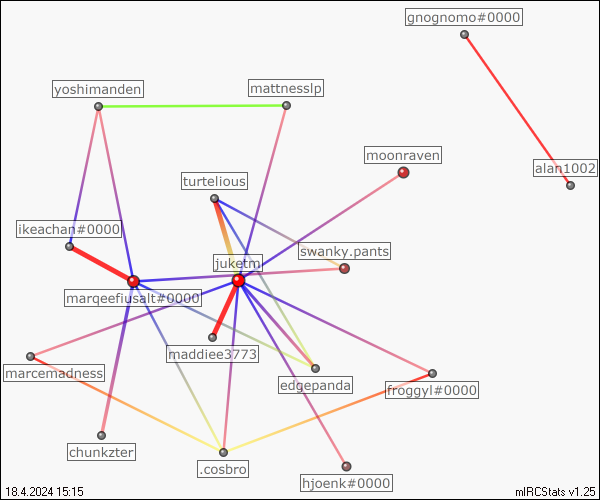 gnognomo#0000
yoshimanden
mattnesslp
moonraven
alan1002
turtelious
ikeachan#0000
swanky.pants
juketm
marqeefiusalt#0000
maddiee3773
marcemadness
edgepanda
froggyl#0000
chunkzter
.cosbro
hjoenk#0000
18.4.2024 15:15
mIRCStats v1.25